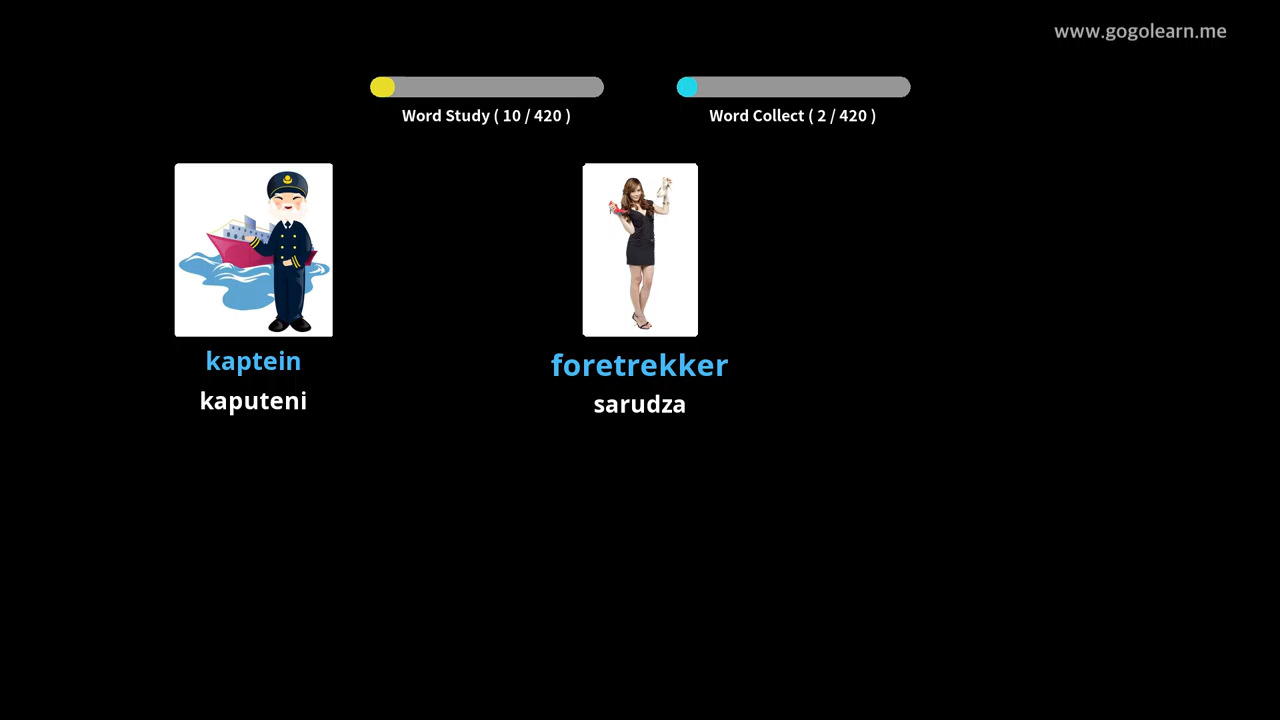 www.gogolearn.me
Word Study ( 10 / 420 )
Word Collect ( 2 / 420 )
kaptein
kaputeni
foretrekker
sarudza